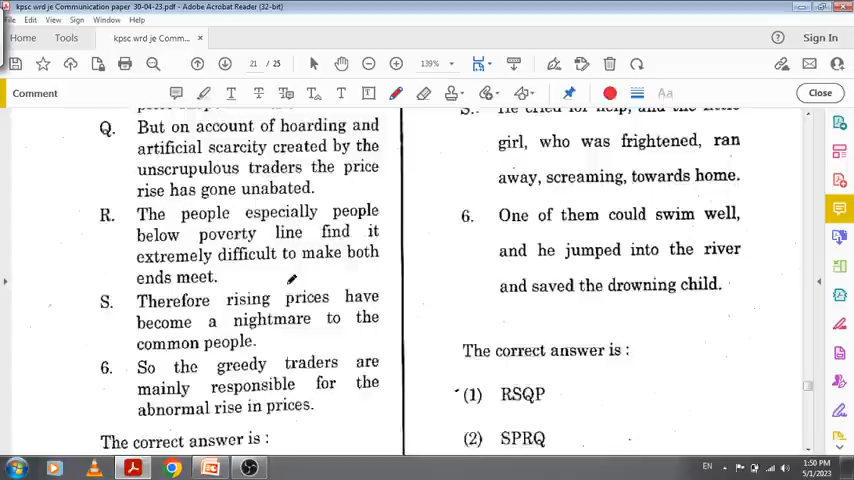 kpsc wrd je Communication paper 30-04-23.pdf - Adobe Acrobat Reader (32-bit)
File Edit View Sign Window Help
Home Tools kpsc wrd je Comm... × Sign In
21 / 25 139%
Comment Aa Close
Q. But on account of hoarding and
artificial scarcity created by the
unscrupulous traders the price
rise has gone unabated.
R. The people especially people
below poverty line find it
extremely difficult to make both
ends meet.
S. Therefore rising prices have
become a nightmare to the
common people.
6. So the greedy traders are
mainly responsible for the
abnormal rise in prices.
The correct answer is :
S. He tried for help, and the little
girl, who was frightened, ran
away, screaming, towards home.
6. One of them could swim well,
and he jumped into the river
and saved the drowning child.
The correct answer is :
(1) RSQP
(2) SPRQ
EN 1:50 PM
5/1/2023